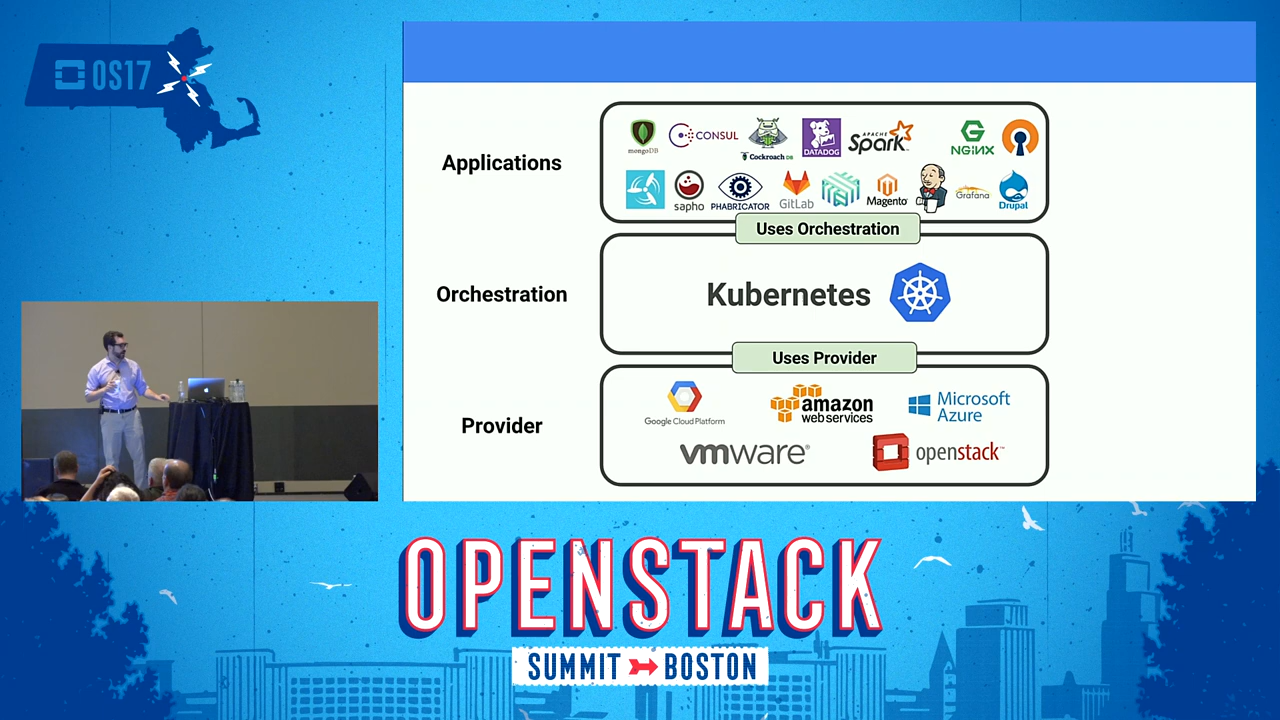 OS17
Applications
mongoDB
CONSUL
Cockroach DB
DATADOG
APACHE
Spark
NGINX
sapho
PHABRICATOR
GitLab
Magento
Grafana
Drupal
Uses Orchestration
Orchestration
Kubernetes
Uses Provider
Provider
Google Cloud Platform
amazon
web services
Microsoft
Azure
vmware®
openstack™
OPENSTACK
SUMMIT BOSTON